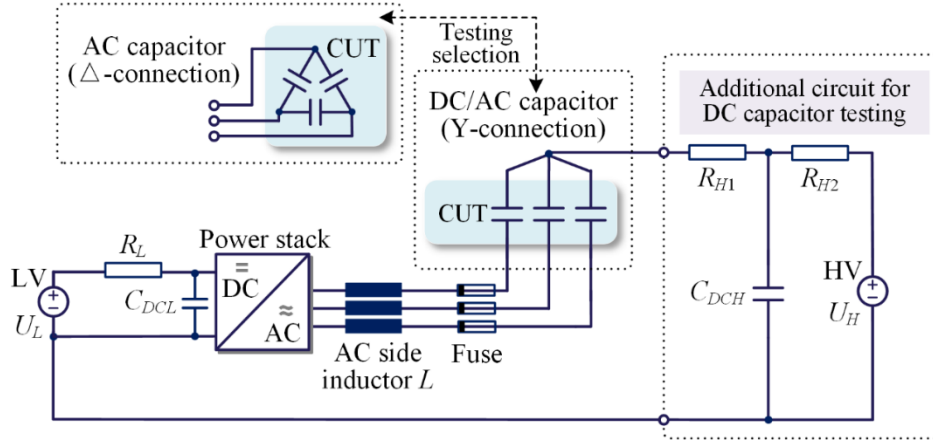 AC capacitor
(△-connection)
CUT
Testing
selection
DC/AC capacitor
(Y-connection)
CUT
Additional circuit for
DC capacitor testing
R_H1
R_H2
C_DCH
HV
U_H
LV
U_L
R_L
C_DCL
Power stack
=
DC
≈
AC
AC side
inductor L
Fuse